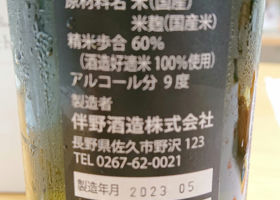 原材料名 米(国産)
米麹(国産米)
精米歩合 60%
(酒造好適米100%使用)
アルコール分 9度
製造者
伴野酒造株式会社
長野県佐久市野沢 123
TEL 0267-62-0021
製造年月 2023.05